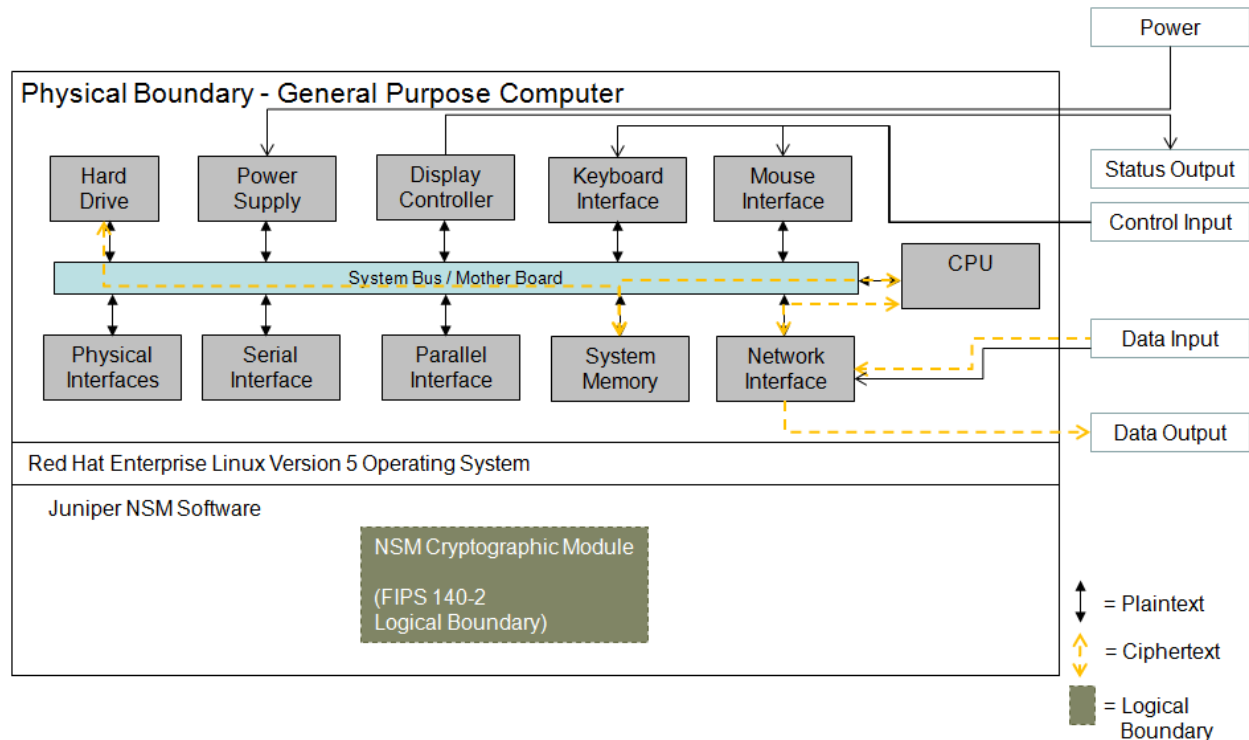 Power
Physical Boundary - General Purpose Computer
Hard
Drive
Power
Supply
Display
Controller
Keyboard
Interface
Mouse
Interface
Status Output
Control Input
CPU
System Bus / Mother Board
Physical
Interfaces
Serial
Interface
Parallel
Interface
System
Memory
Network
Interface
Data Input
Data Output
Red Hat Enterprise Linux Version 5 Operating System
Juniper NSM Software
NSM Cryptographic Module
(FIPS 140-2
Logical Boundary)
= Plaintext
= Ciphertext
= Logical
Boundary